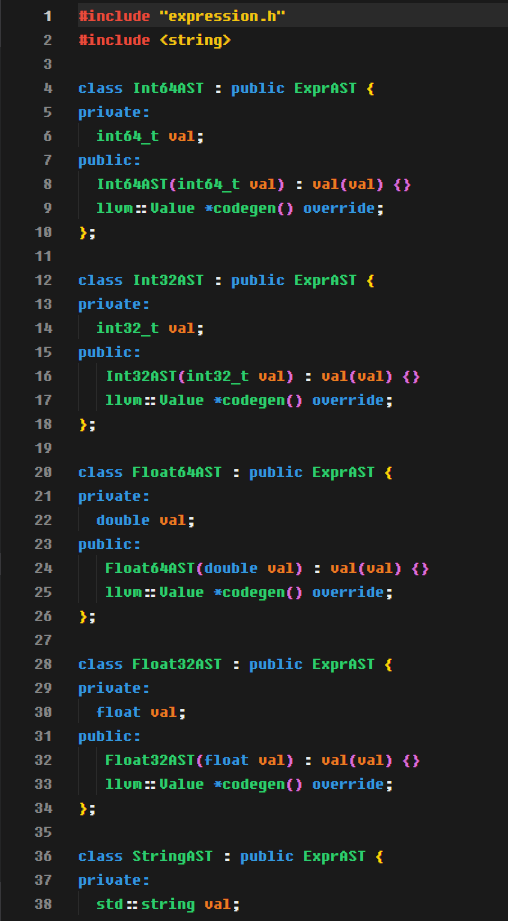 1 #include "expression.h"
2 #include <string>
3
4 class Int64AST : public ExprAST {
5 private:
6   int64_t val;
7 public:
8   Int64AST(int64_t val) : val(val) {}
9   llvm::Value *codegen() override;
10 };
11
12 class Int32AST : public ExprAST {
13 private:
14   int32_t val;
15 public:
16    Int32AST(int32_t val) : val(val) {}
17    llvm::Value *codegen() override;
18 };
19
20 class Float64AST : public ExprAST {
21 private:
22   double val;
23 public:
24    Float64AST(double val) : val(val) {}
25    llvm::Value *codegen() override;
26 };
27
28 class Float32AST : public ExprAST {
29 private:
30   float val;
31 public:
32    Float32AST(float val) : val(val) {}
33    llvm::Value *codegen() override;
34 };
35
36 class StringAST : public ExprAST {
37 private:
38   std::string val;